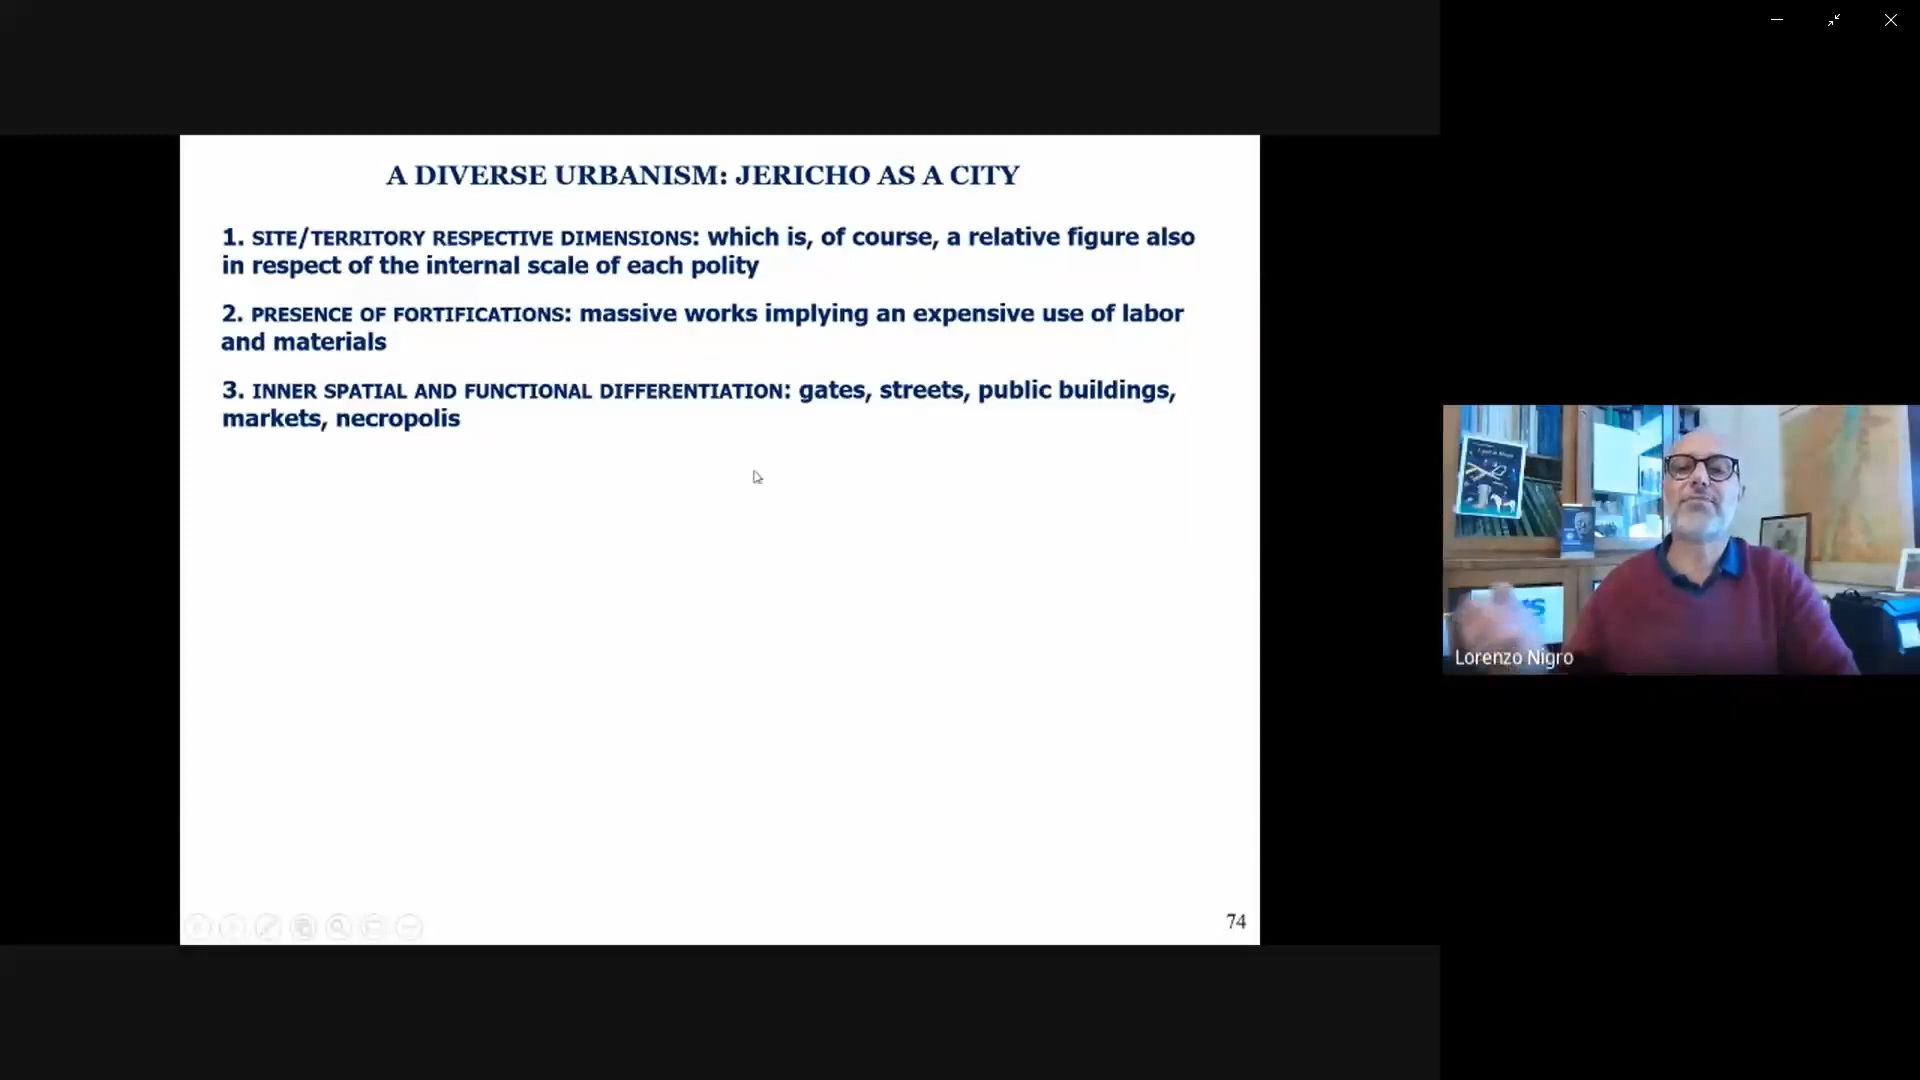 A DIVERSE URBANISM: JERICHO AS A CITY
1. SITE/TERRITORY RESPECTIVE DIMENSIONS: which is, of course, a relative figure also
in respect of the internal scale of each polity
2. PRESENCE OF FORTIFICATIONS: massive works implying an expensive use of labor
and materials
3. INNER SPATIAL AND FUNCTIONAL DIFFERENTIATION: gates, streets, public buildings,
markets, necropolis
74
Lorenzo Nigro